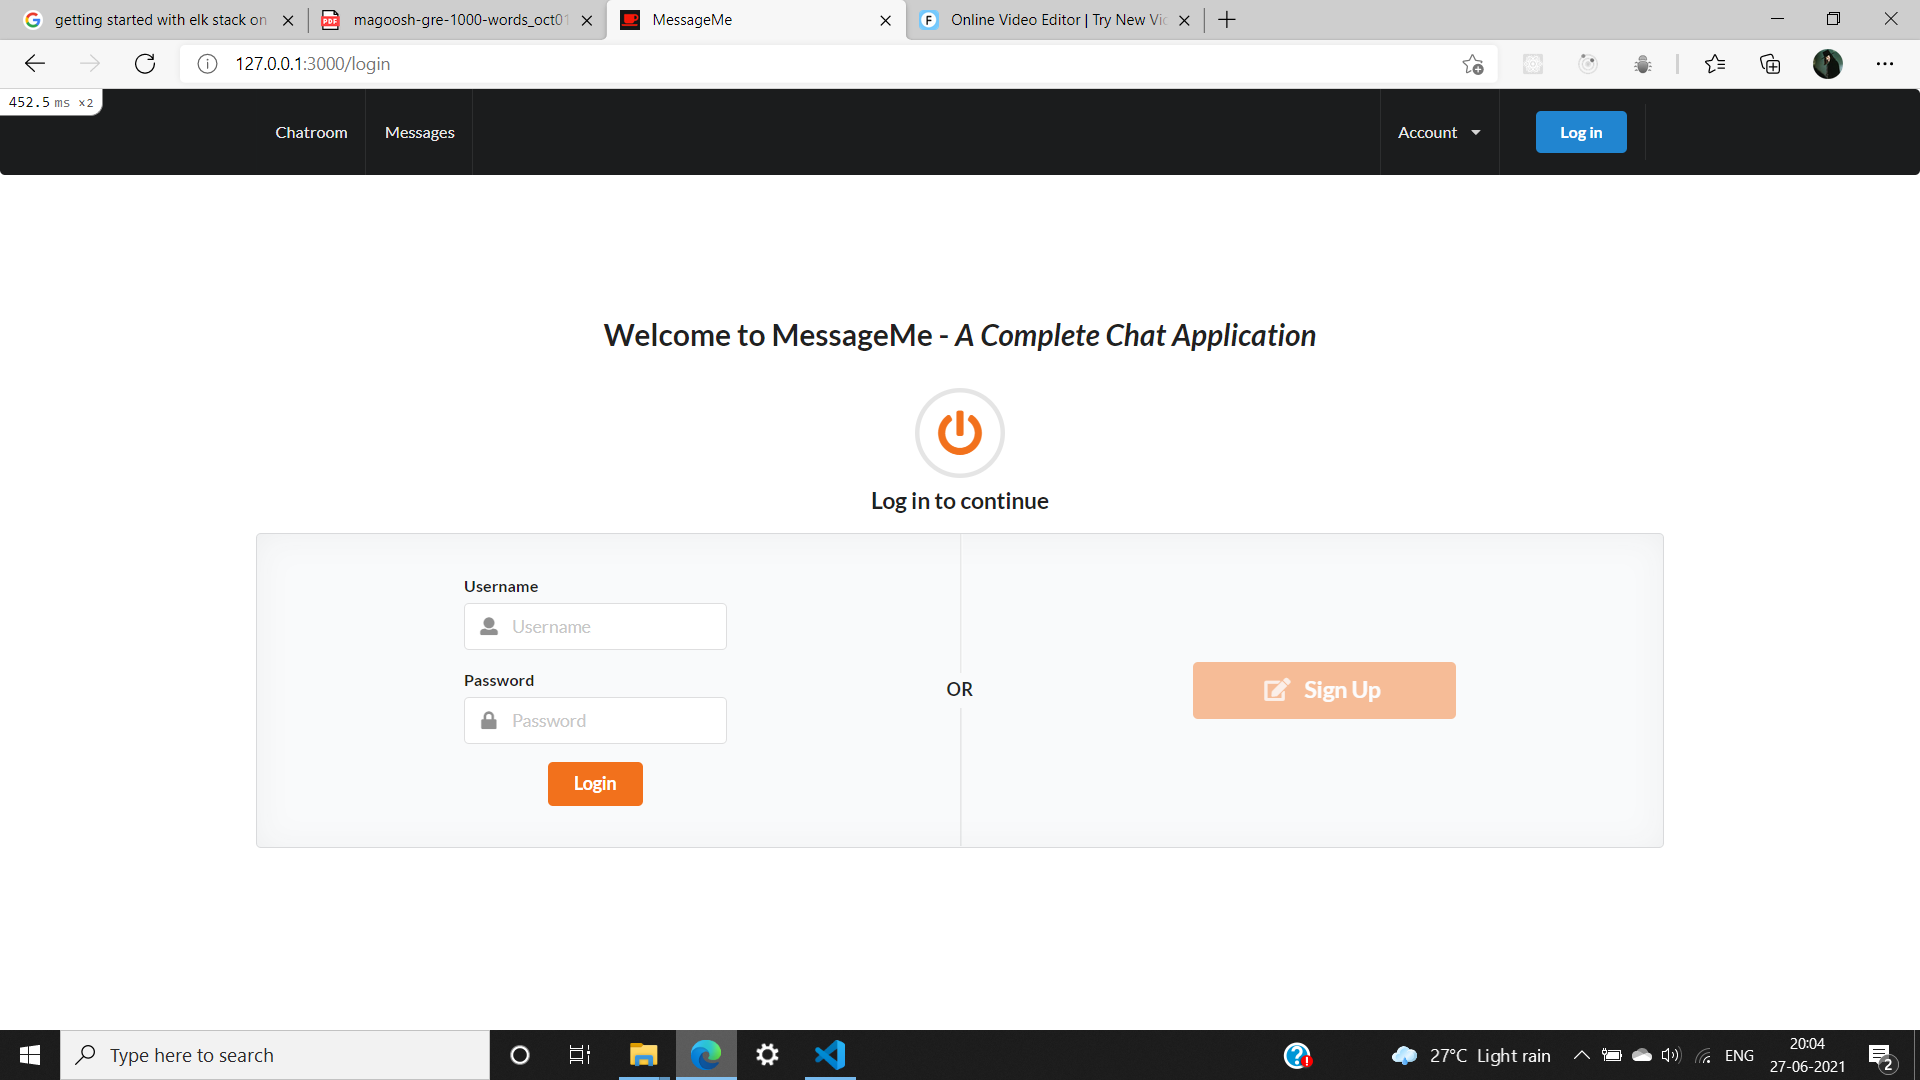 getting started with elk stack on
magoosh-gre-1000-words_oct01
MessageMe
Online Video Editor | Try New Vic
127.0.0.1:3000/login
452.5 ms ×2
Chatroom
Messages
Account
Log in
Welcome to MessageMe - A Complete Chat Application
Log in to continue
Username
Username
Password
Password
Login
OR
Sign Up
Type here to search
27°C Light rain
ENG
20:04
27-06-2021
2